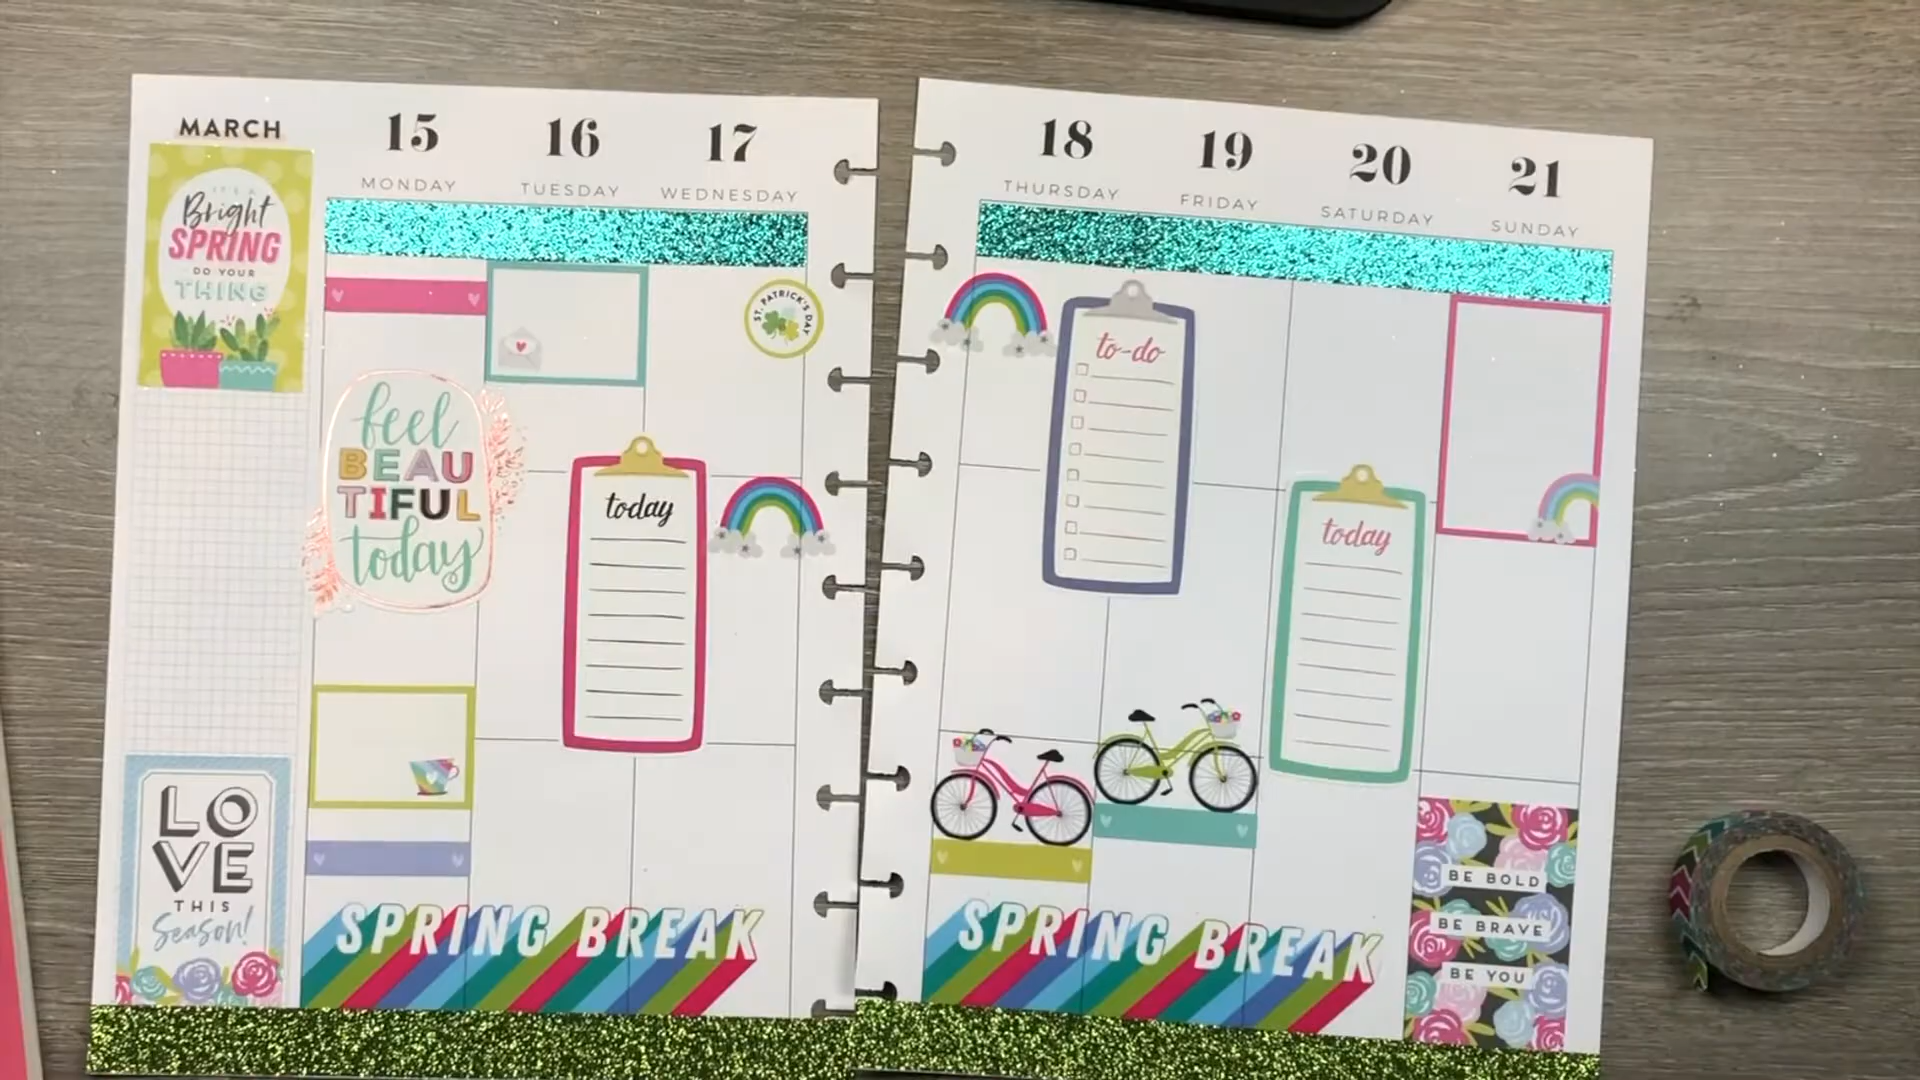 MARCH
15
MONDAY
16
TUESDAY
17
WEDNESDAY
18
THURSDAY
19
FRIDAY
20
SATURDAY
21
SUNDAY
IT'S A
Bright
SPRING
DO YOUR
THING
ST. PATRICK'S DAY
feel
BEAU
TIFUL
today
today
to-do
today
LO
VE
THIS
Season!
SPRING BREAK
SPRING BREAK
BE BOLD
BE BRAVE
BE YOU